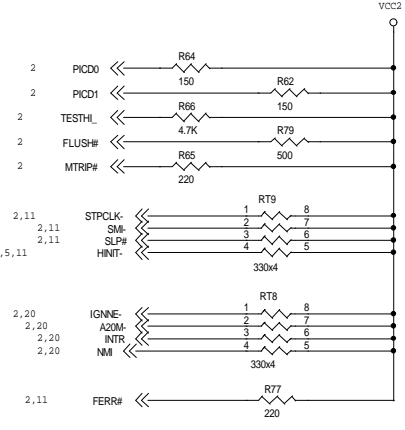 VCC2
R64
2 PICD0 150
R62
2 PICD1 150
R66
2 TESTHI_ 4.7K
R79
2 FLUSH# 500
R65
2 MTRIP# 220
RT9
2,11 STPCLK- 1 8
2,11 SMI- 2 7
2,11 SLP# 3 6
,5,11 HINIT- 4 5
330x4
RT8
2,20 IGNNE- 1 8
2,20 A20M- 2 7
2,20 INTR 3 6
2,20 NMI 4 5
330x4
R77
2,11 FERR# 220